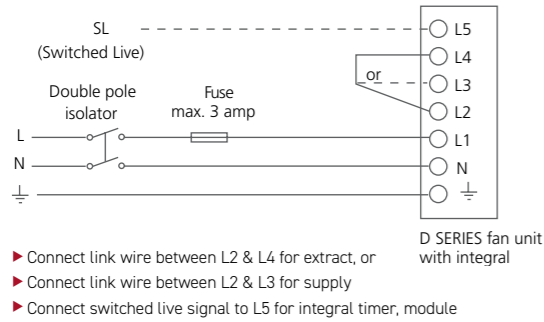 SL
(Switched Live)
Double pole
isolator
Fuse
max. 3 amp
L
N
L5
L4
or
L3
L2
L1
N
D SERIES fan unit
with integral
▶ Connect link wire between L2 & L4 for extract, or
▶ Connect link wire between L2 & L3 for supply
▶ Connect switched live signal to L5 for integral timer, module